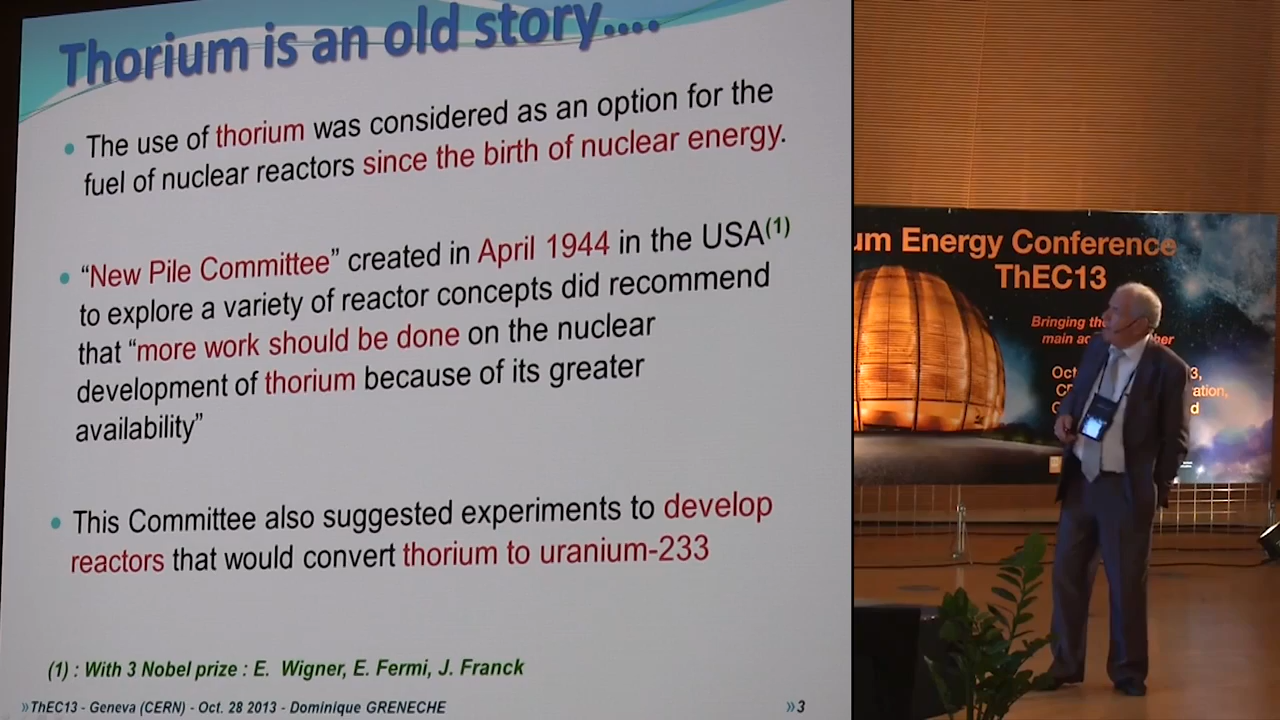 Thorium is an old story....
• The use of thorium was considered as an option for the
fuel of nuclear reactors since the birth of nuclear energy.
• “New Pile Committee” created in April 1944 in the USA(1)
to explore a variety of reactor concepts did recommend
that “more work should be done on the nuclear
development of thorium because of its greater
availability”
• This Committee also suggested experiments to develop
reactors that would convert thorium to uranium-233
(1) : With 3 Nobel prize : E. Wigner, E. Fermi, J. Franck
»ThEC13 - Geneva (CERN) - Oct. 28 2013 - Dominique GRENECHE
»3
um Energy Conference
ThEC13
Bringing the
main ac her
Oct 3,
ation,
d